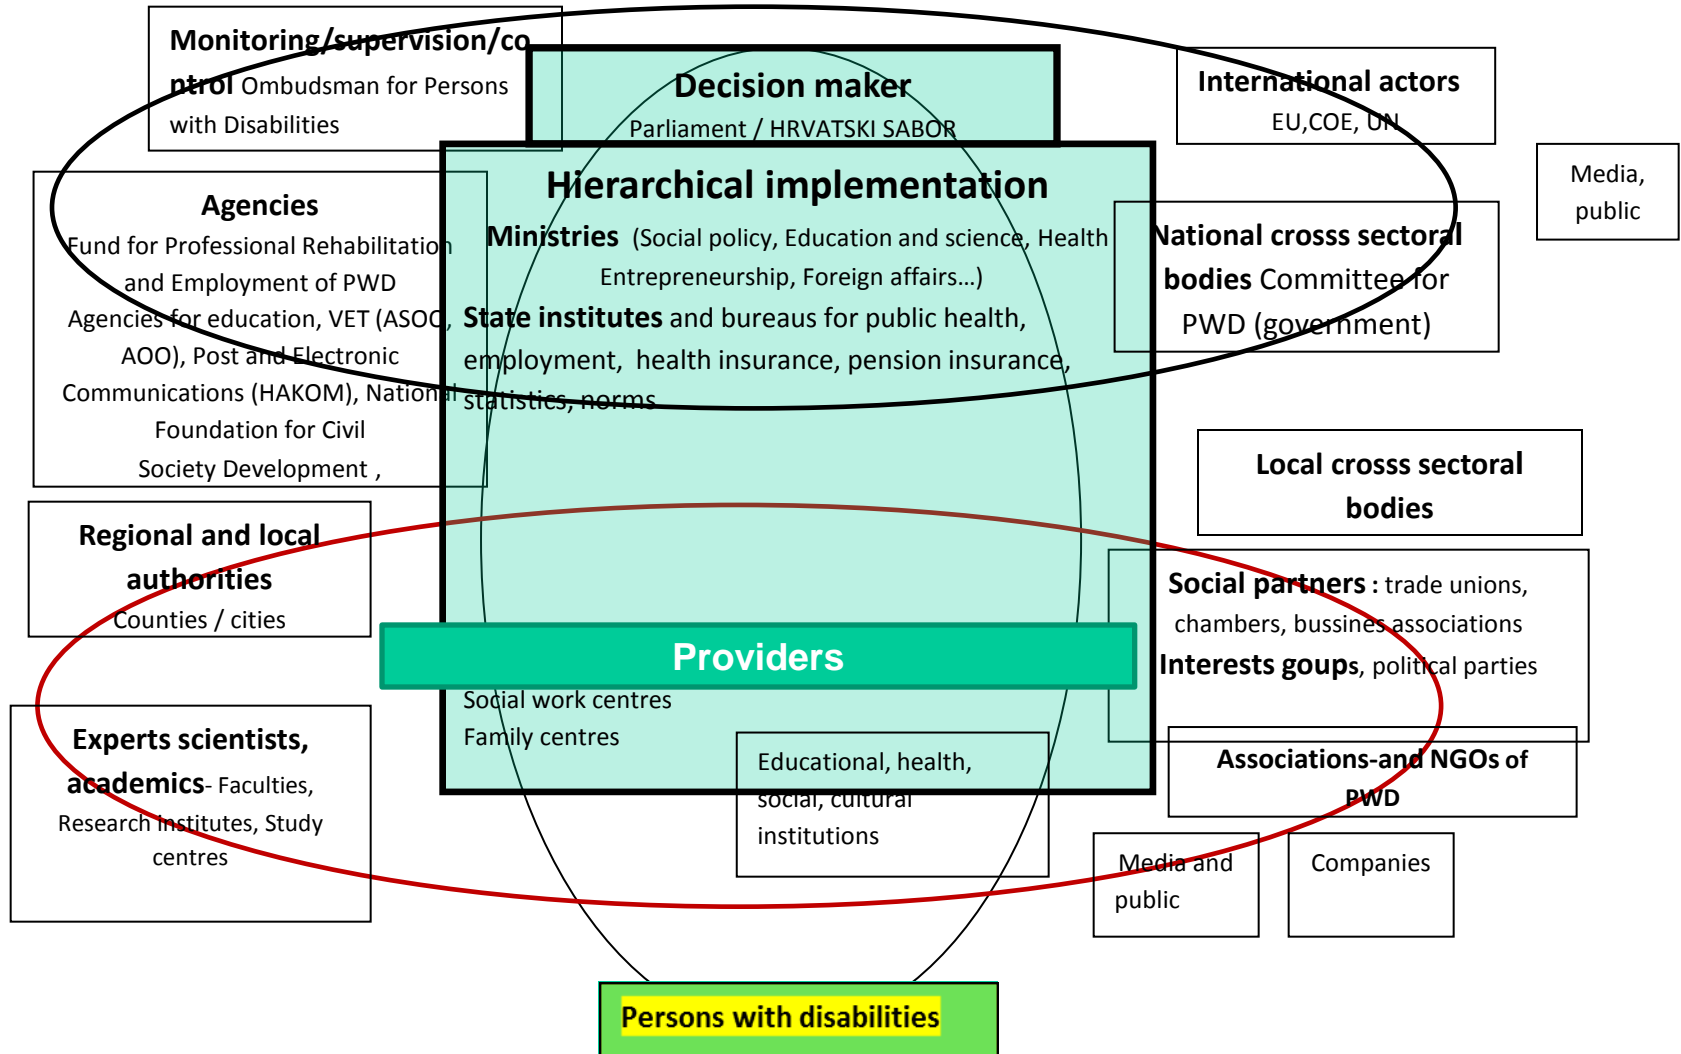 Monitoring/supervision/co
ntrol Ombudsman for Persons
with Disabilities
Decision maker
Parliament / HRVATSKI SABOR
International actors
EU,COE, UN
Media,
public
Agencies
Fund for Professional Rehabilitation
and Employment of PWD
Agencies for education, VET (ASOO,
AOO), Post and Electronic
Communications (HAKOM), National
Foundation for Civil
Society Development ,
Hierarchical implementation
Ministries (Social policy, Education and science, Health
Entrepreneurship, Foreign affairs…)
State institutes and bureaus for public health,
employment, health insurance, pension insurance,
statistics, norms
National crosss sectoral
bodies Committee for
PWD (government)
Local crosss sectoral
bodies
Regional and local
authorities
Counties / cities
Social partners : trade unions,
chambers, bussines associations
Interests goups, political parties
Providers
Social work centres
Family centres
Educational, health,
social, cultural
institutions
Experts scientists,
academics- Faculties,
Research institutes, Study
centres
Associations-and NGOs of
PWD
Media and
public
Companies
Persons with disabilities